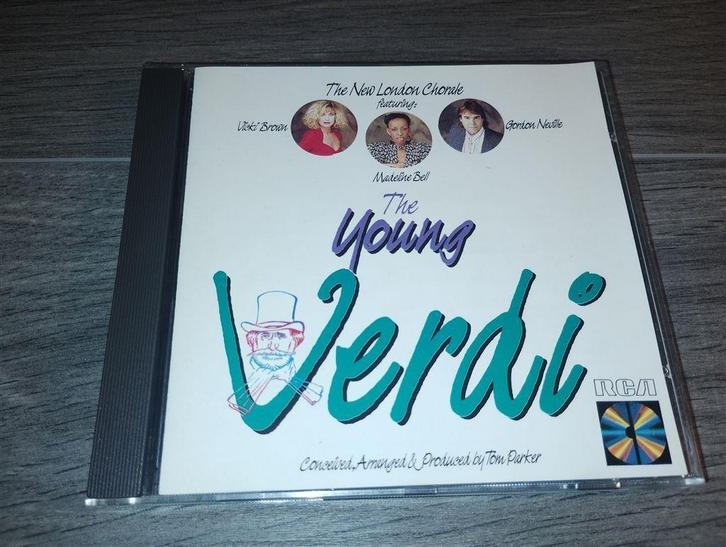 The New London Chorale
featuring:
Vicki Brown
Gordon Neville
Madeline Bell
The
Young
Verdi
RCA
Conceived, Arranged & Produced by Tom Parker